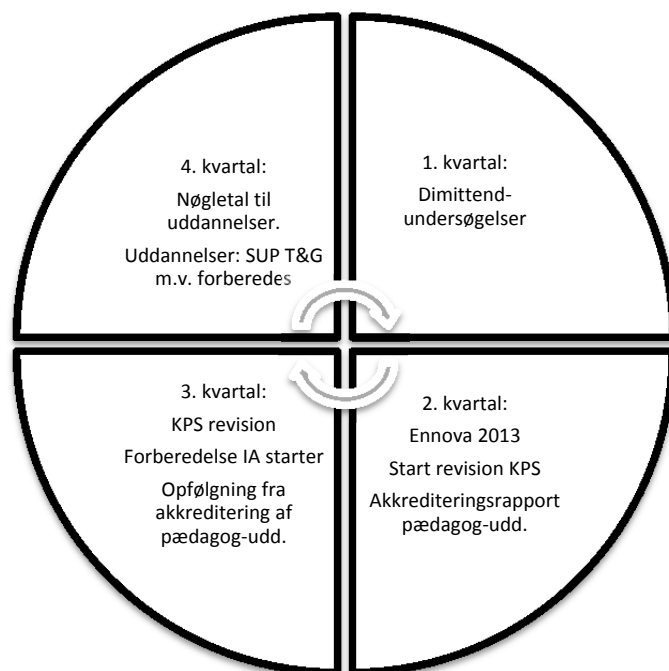 4. kvartal:
Nøgletal til
uddannelser.
Uddannelser: SUP T&G
m.v. forberedes
1. kvartal:
Dimittend-
undersøgelser
3. kvartal:
KPS revision
Forberedelse IA starter
Opfølgning fra
akkreditering af
pædagog-udd.
2. kvartal:
Ennova 2013
Start revision KPS
Akkrediteringsrapport
pædagog-udd.